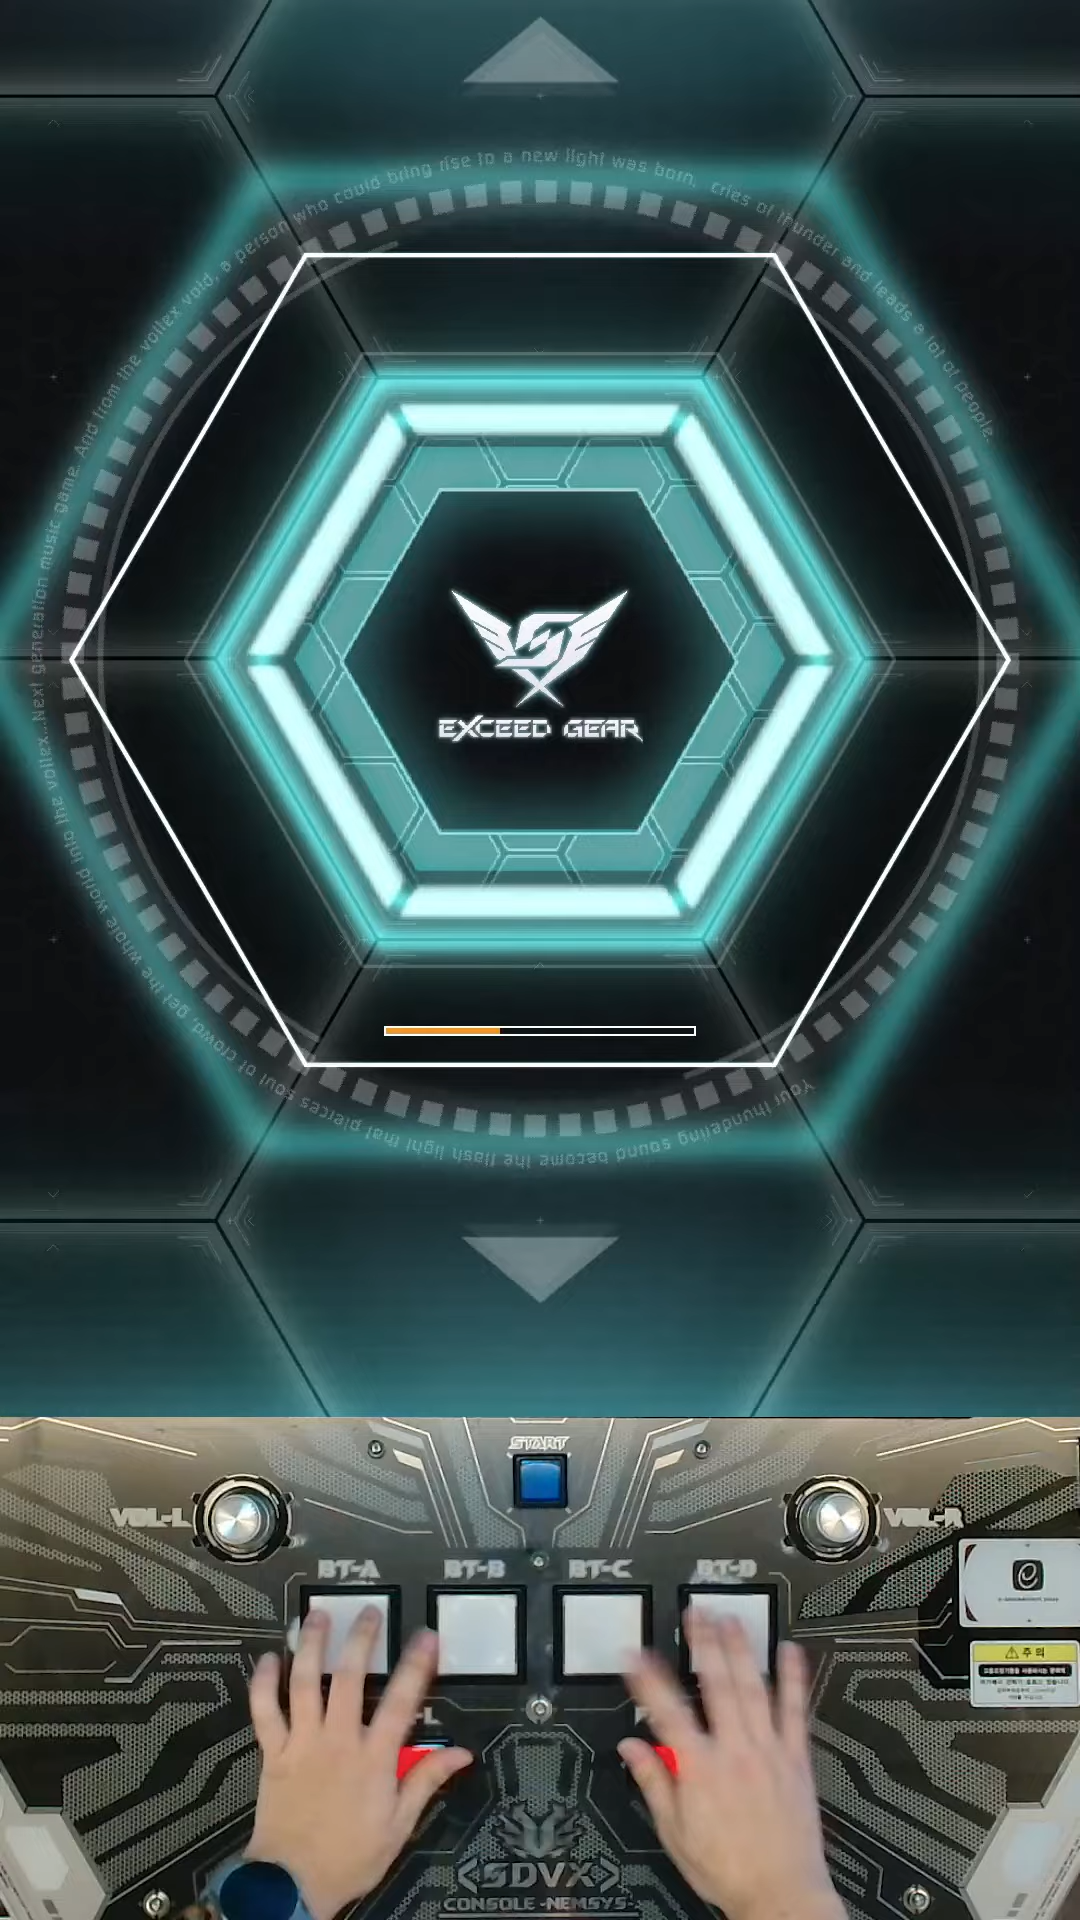 Your thundering sound become the flash light that pierces soul of crowd, get the whole world into the vollex...Next generation music game. And from the vollex void, a person who could bring rise to a new light was born, cries of thunder and leads a lot of people.
EXCEED GEAR
START
VOL-L
VOL-R
BT-A
BT-B
BT-C
BT-D
주의
-L
F
SDVX
CONSOLE -NEMSYS-